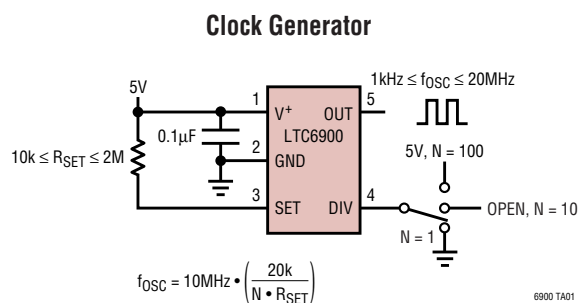 Clock Generator
1kHz ≤ fOSC ≤ 20MHz
5V
1
V+
OUT
5
0.1µF
LTC6900
5V, N = 100
10k ≤ RSET ≤ 2M
2
GND
3
SET
DIV
4
OPEN, N = 10
N = 1
fOSC = 10MHz • (20k / N • RSET)
6900 TA01